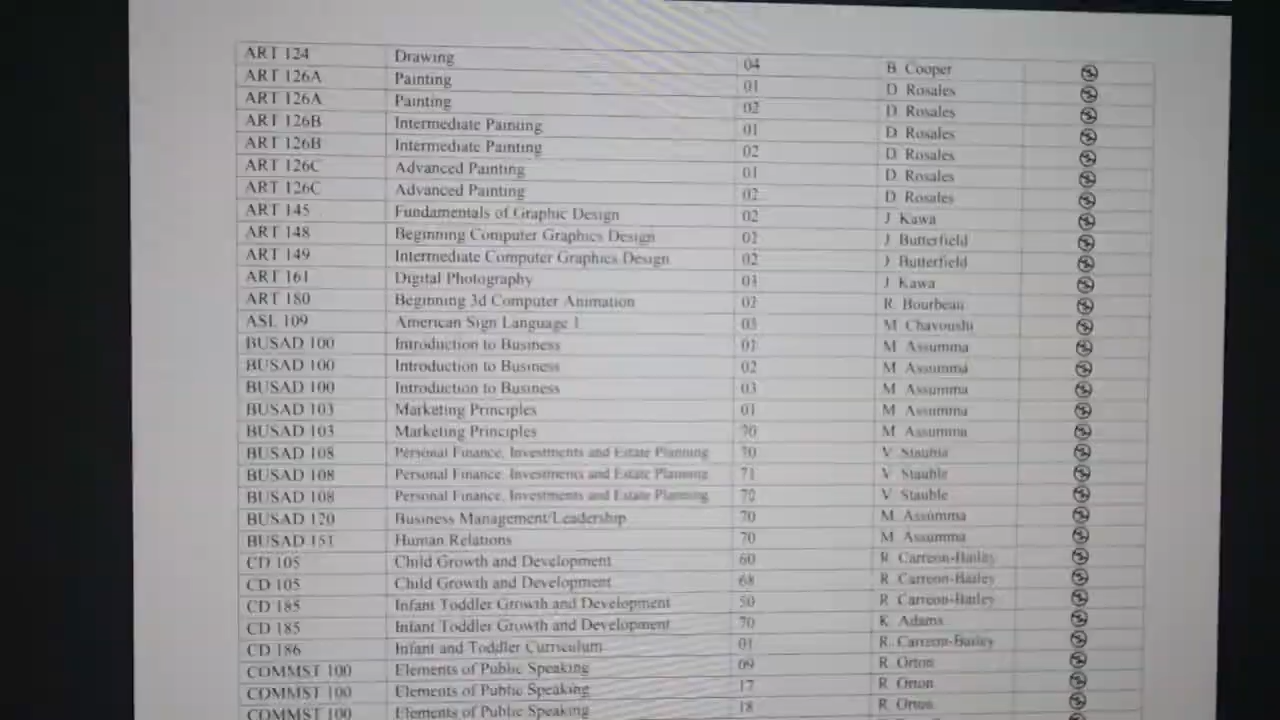 ART 124 Drawing 04 B. Cooper
ART 126A Painting 01 D. Rosales
ART 126A Painting 02 D. Rosales
ART 126B Intermediate Painting 01 D. Rosales
ART 126B Intermediate Painting 02 D. Rosales
ART 126C Advanced Painting 01 D. Rosales
ART 126C Advanced Painting 02 D. Rosales
ART 145 Fundamentals of Graphic Design 02 J. Kawa
ART 148 Beginning Computer Graphics Design 02 J. Butterfield
ART 149 Intermediate Computer Graphics Design 02 J. Butterfield
ART 161 Digital Photography J. Kawa
ART 180 Beginning 3d Computer Animation 02 R. Bourbeau
ASL 109 American Sign Language I M.
BUSAD 100 Introduction to Business 01 M. Assumma
BUSAD 100 Introduction to Business 02 M. Assumma
BUSAD 100 Introduction to Business 03 M. Assumma
BUSAD 103 Marketing Principles 01 M. Assumma
BUSAD 103 Marketing Principles 70 M. Assumma
BUSAD 108 Personal Finance, Investments and Estate Planning 70 V.
BUSAD 108 Personal Finance, Investments and Estate Planning 71 V. Stauble
BUSAD 108 Personal Finance, Investments and Estate Planning V. Stauble
BUSAD 120 Business Management/Leadership 70 M. Assumma
BUSAD 151 Human Relations 70 M. Assumma
CD 105 Child Growth and Development 60 R. Carreon-Bailey
CD 105 Child Growth and Development 68 R. Carreon-Bailey
CD 185 Infant Toddler Growth and Development 50 R. Carreon-Bailey
CD 185 Infant Toddler Growth and Development 70 K. Adams
CD 186 Infant and Toddler Curriculum 01 R. Carreon-Bailey
COMMST 100 Elements of Public Speaking 09 R. Orton
COMMST 100 Elements of Public Speaking 17 R. Orton
COMMST 100 Elements of Public Speaking 18 R. Orton